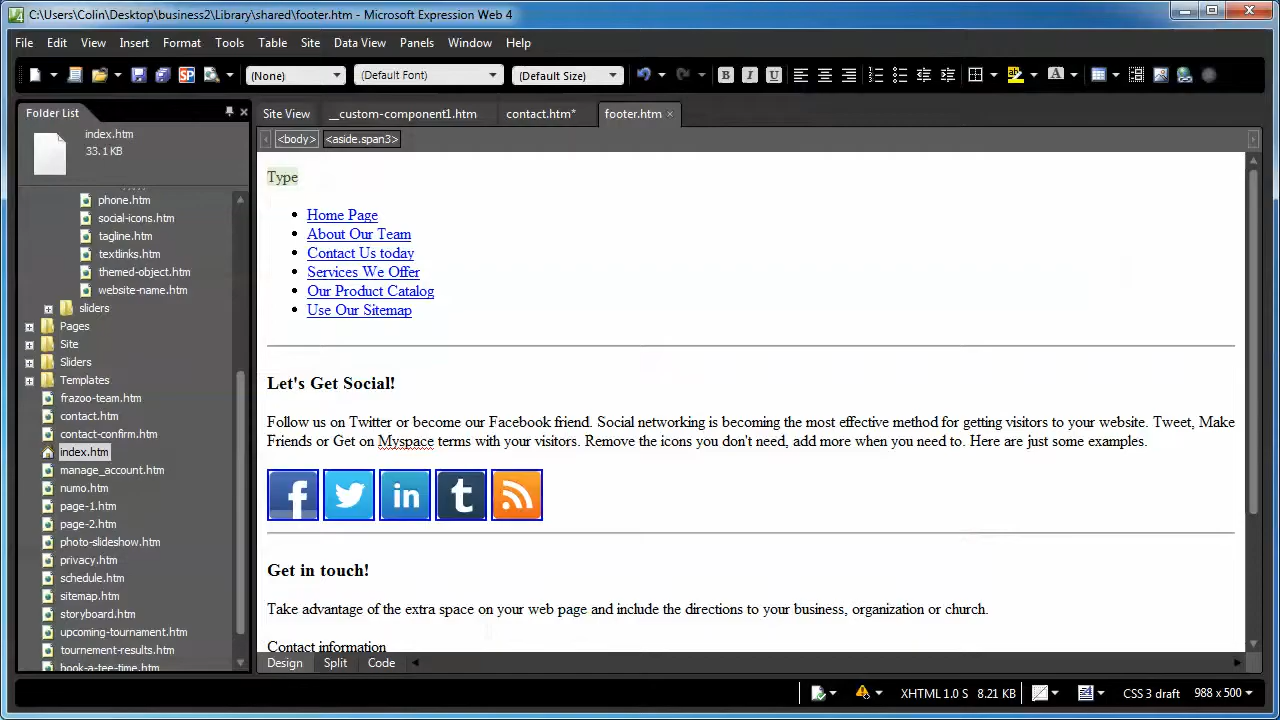 C:\Users\Colin\Desktop\business2\Library\shared\footer.htm - Microsoft Expression Web 4
File Edit View Insert Format Tools Table Site Data View Panels Window Help
(None) (Default Font) (Default Size) B I U A
Folder List
index.htm
33.1 KB
phone.htm
social-icons.htm
tagline.htm
textlinks.htm
themed-object.htm
website-name.htm
sliders
Pages
Site
Sliders
Templates
frazoo-team.htm
contact.htm
contact-confirm.htm
index.htm
manage_account.htm
numo.htm
page-1.htm
page-2.htm
photo-slideshow.htm
privacy.htm
schedule.htm
sitemap.htm
storyboard.htm
upcoming-tournament.htm
tournement-results.htm
book-a-tee-time.htm
Site View __custom-component1.htm contact.htm* footer.htm
<body> <aside.span3>
Type
Home Page
About Our Team
Contact Us today
Services We Offer
Our Product Catalog
Use Our Sitemap
Let's Get Social!
Follow us on Twitter or become our Facebook friend. Social networking is becoming the most effective method for getting visitors to your website. Tweet, Make
Friends or Get on Myspace terms with your visitors. Remove the icons you don't need, add more when you need to. Here are just some examples.
Get in touch!
Take advantage of the extra space on your web page and include the directions to your business, organization or church.
Contact information
Design Split Code
XHTML 1.0 S 8.21 KB CSS 3 draft 988 x 500